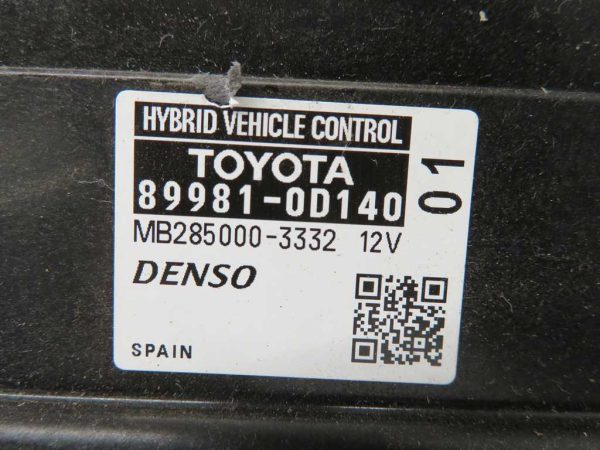 HYBRID VEHICLE CONTROL
TOYOTA
89981-0D140
01
MB285000-3332 12V
DENSO
SPAIN